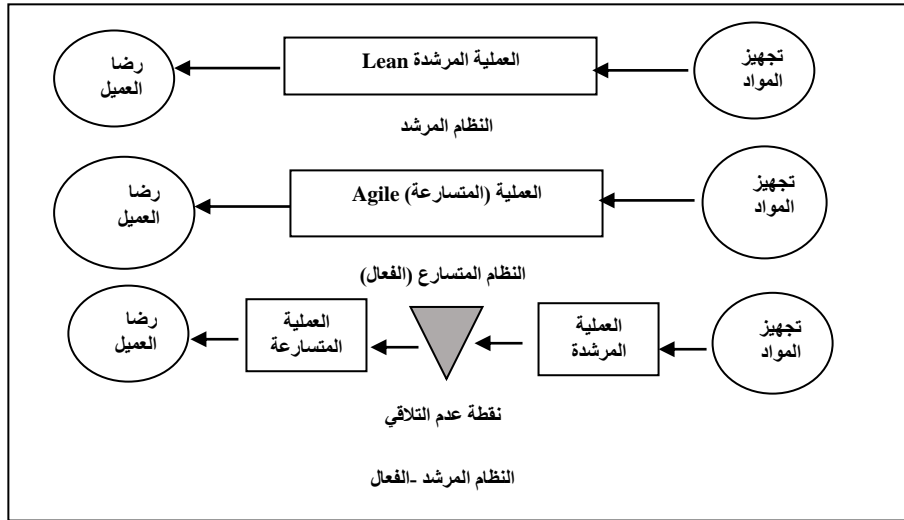 تجهيز
المواد
العملية المرشدة Lean
رضا
العميل
النظام المرشد
تجهيز
المواد
العملية (المتسارعة) Agile
رضا
العميل
النظام المتسارع (الفعال)
تجهيز
المواد
العملية
المرشدة
العملية
المتسارعة
رضا
العميل
نقطة عدم التلاقي
النظام المرشد -الفعال